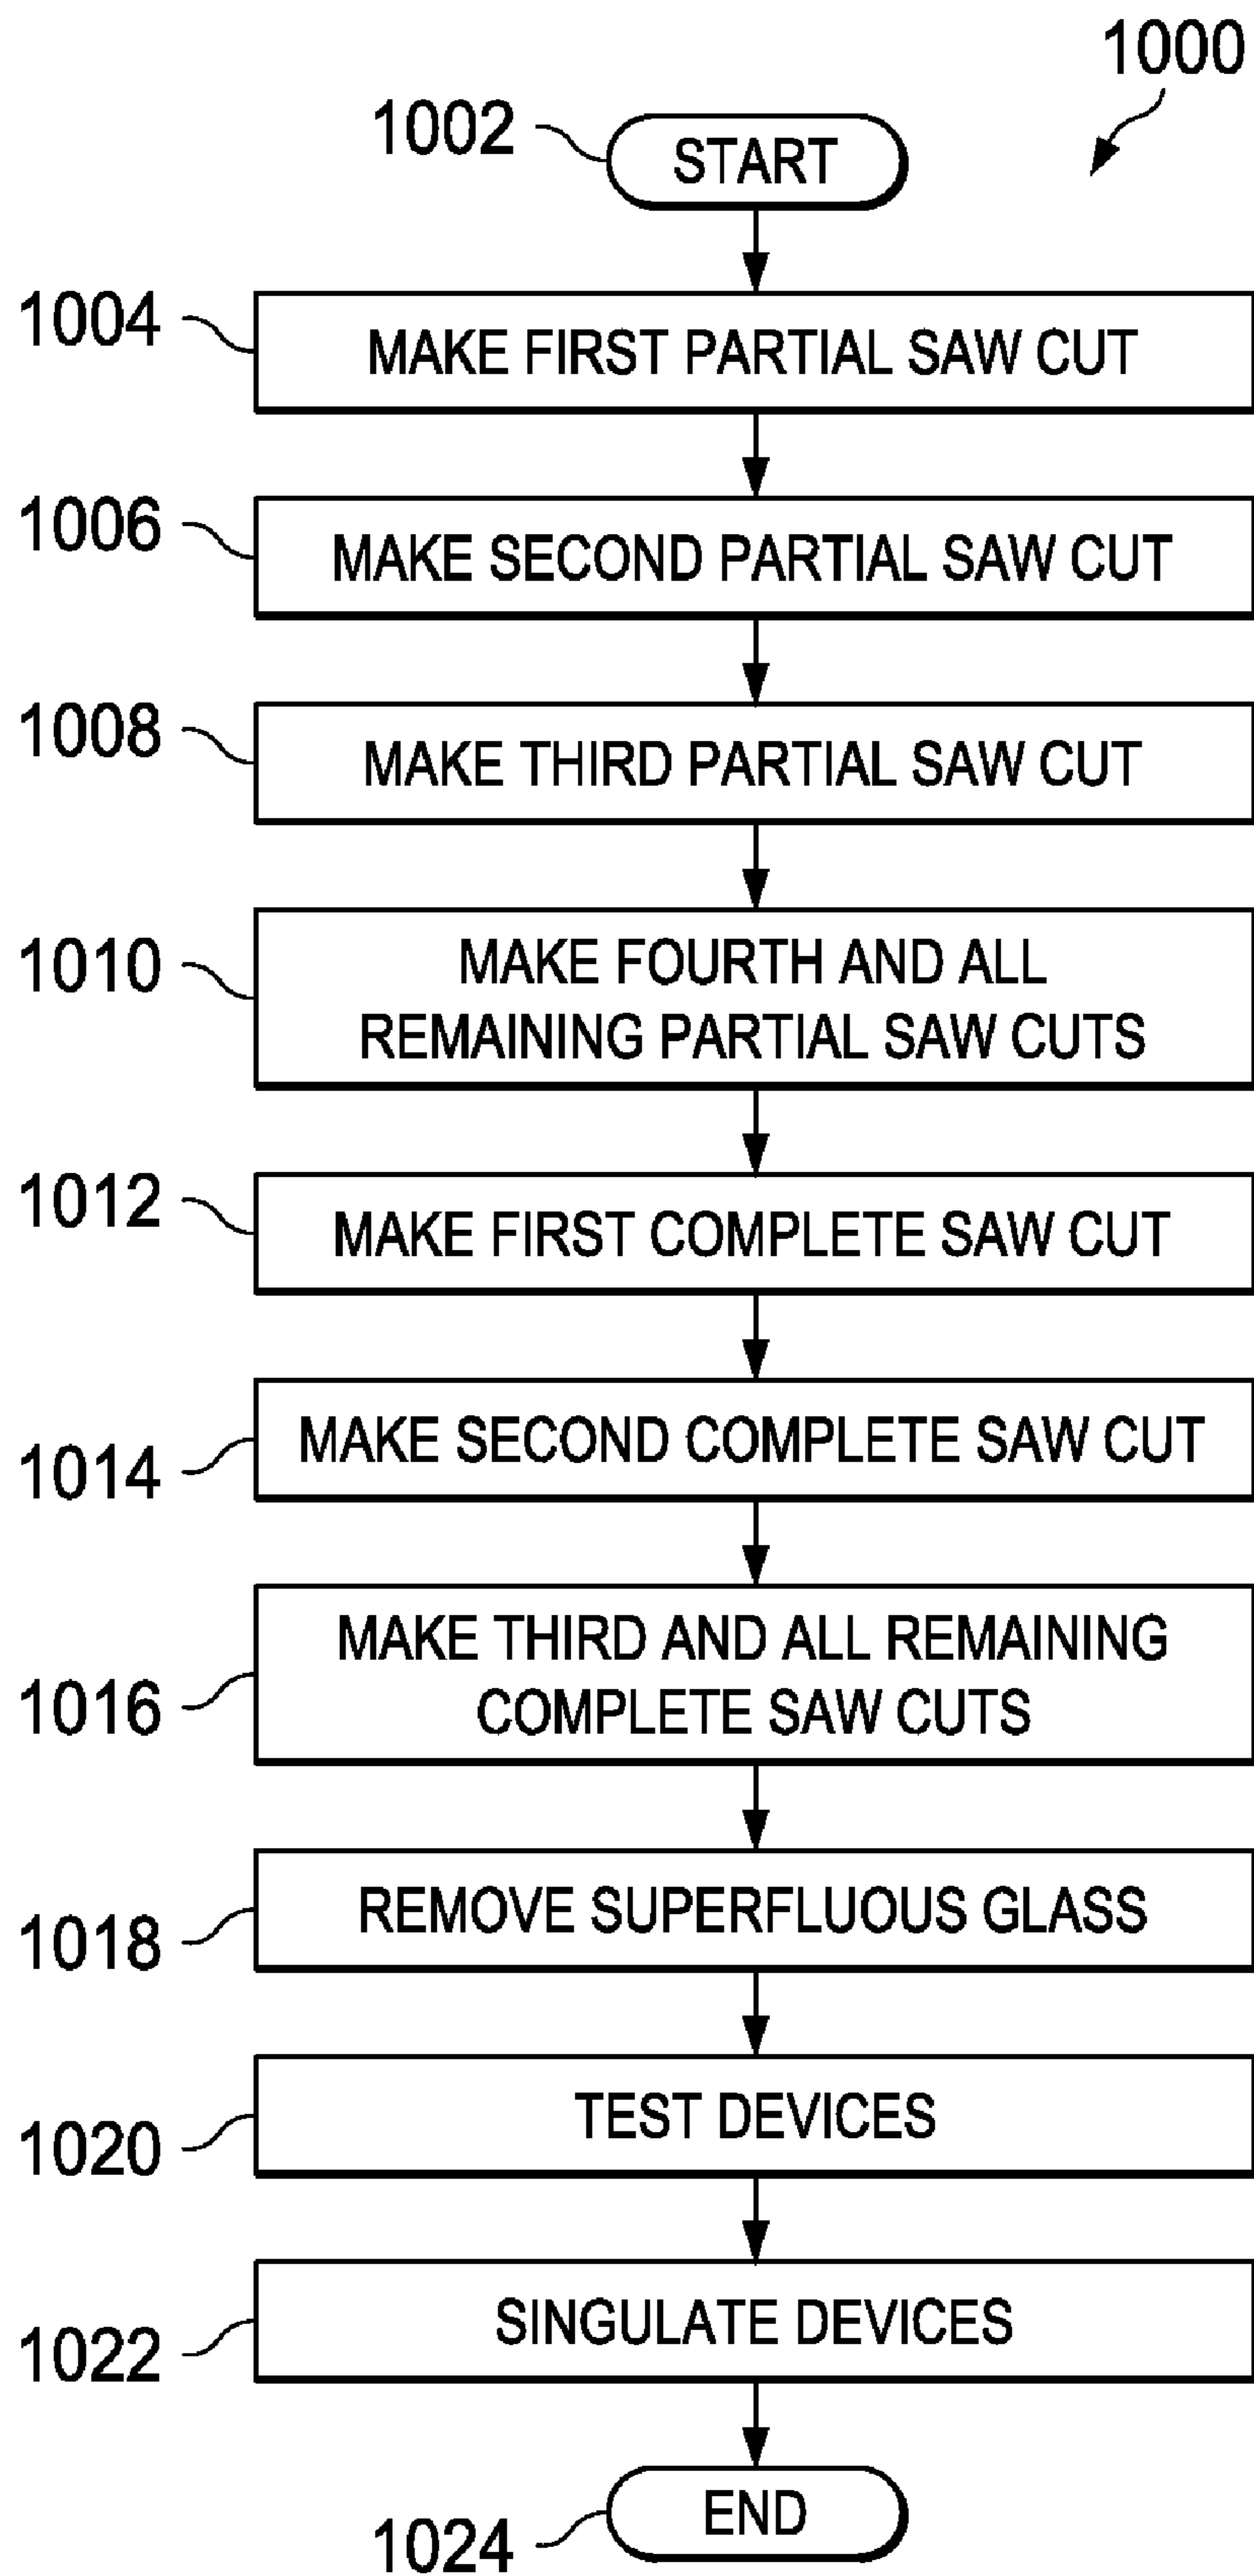 1000
1002
START
1004
MAKE FIRST PARTIAL SAW CUT
1006
MAKE SECOND PARTIAL SAW CUT
1008
MAKE THIRD PARTIAL SAW CUT
1010
MAKE FOURTH AND ALL
REMAINING PARTIAL SAW CUTS
1012
MAKE FIRST COMPLETE SAW CUT
1014
MAKE SECOND COMPLETE SAW CUT
1016
MAKE THIRD AND ALL REMAINING
COMPLETE SAW CUTS
1018
REMOVE SUPERFLUOUS GLASS
1020
TEST DEVICES
1022
SINGULATE DEVICES
1024
END